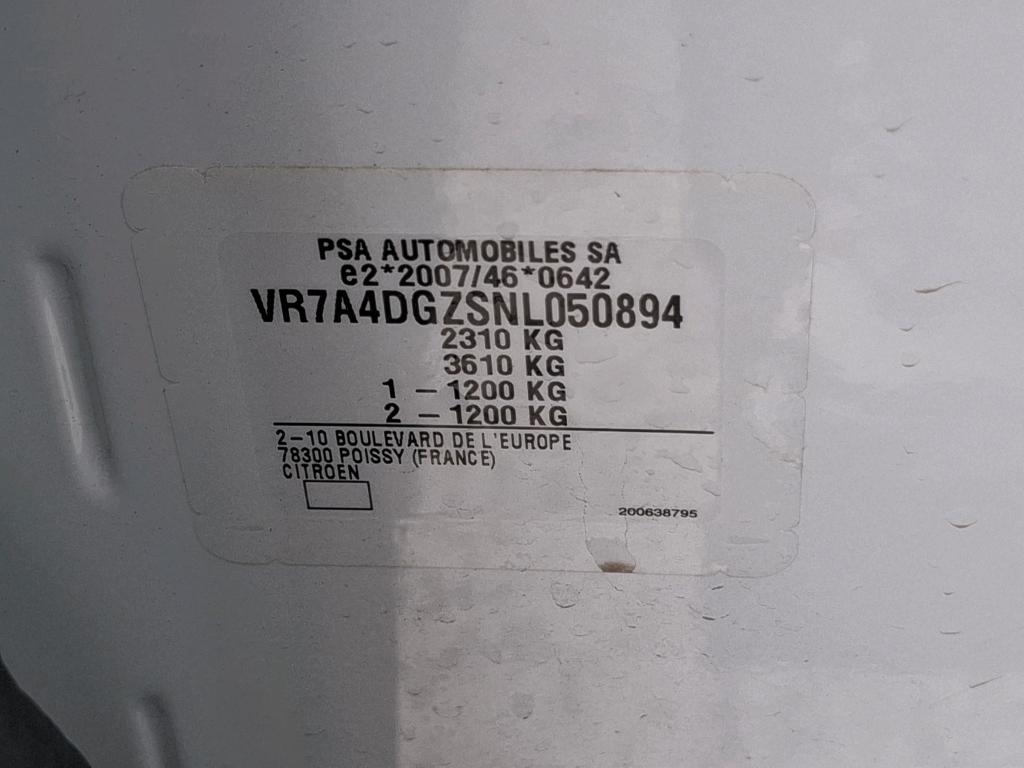 PSA AUTOMOBILES SA
e2*2007/46*0642
VR7A4DGZSNL050894
2310 KG
3610 KG
1 – 1200 KG
2 – 1200 KG
2–10 BOULEVARD DE L'EUROPE
78300 POISSY (FRANCE)
CITROEN
200638795